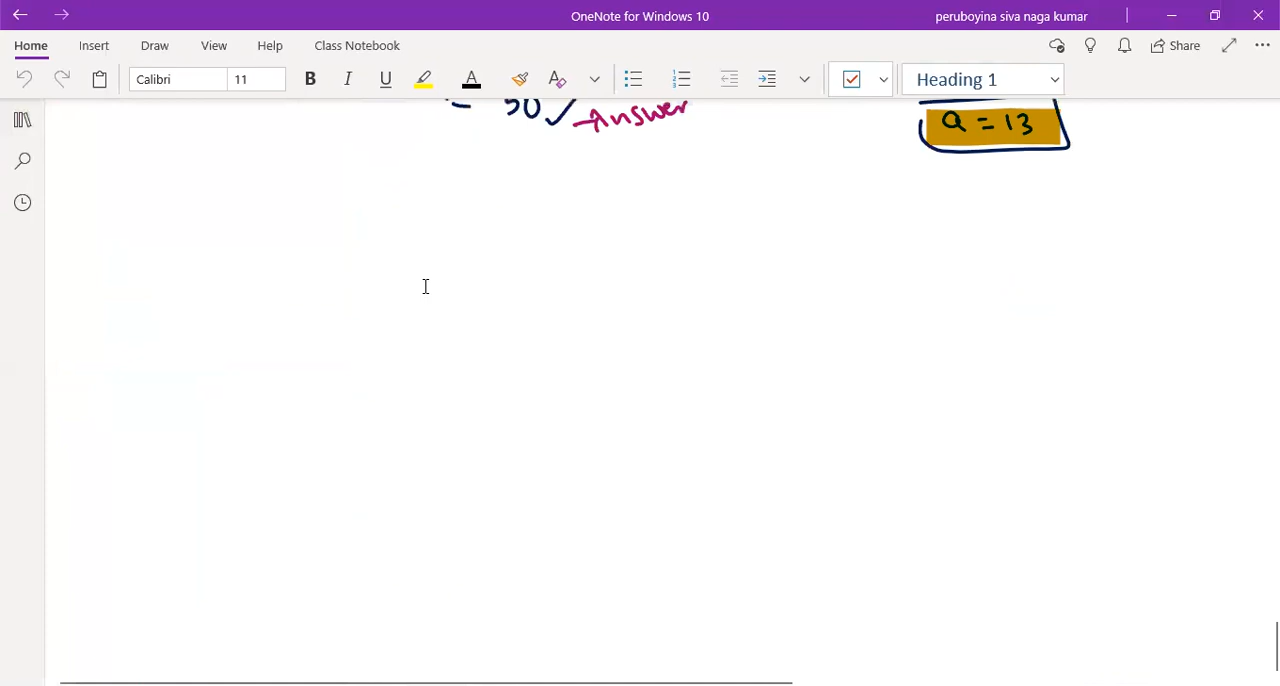 OneNote for Windows 10
peruboyina siva naga kumar
Home Insert Draw View Help Class Notebook
Share
Calibri 11 B I U A A Heading 1
= 50 Answer
a = 13